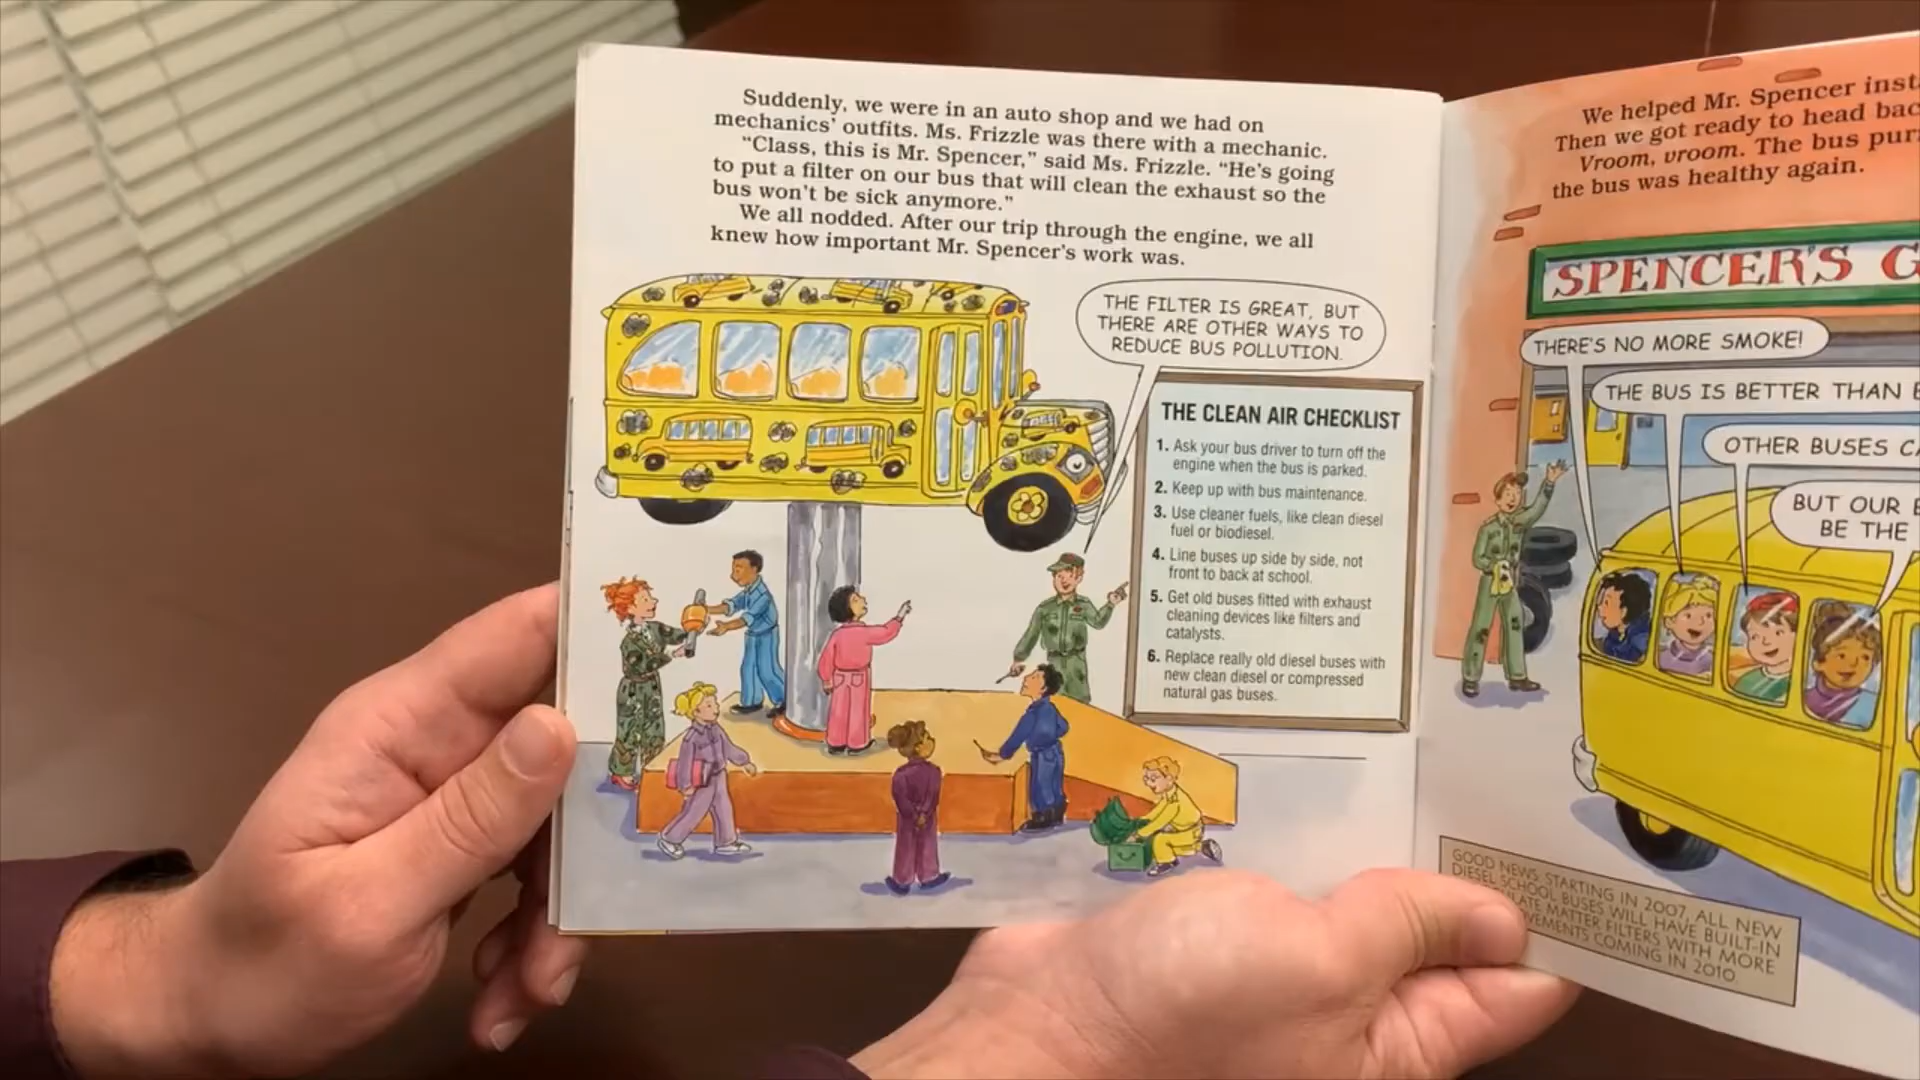 Suddenly, we were in an auto shop and we had on
mechanics' outfits. Ms. Frizzle was there with a mechanic.
"Class, this is Mr. Spencer," said Ms. Frizzle. "He's going
to put a filter on our bus that will clean the exhaust so the
bus won't be sick anymore."
We all nodded. After our trip through the engine, we all
knew how important Mr. Spencer's work was.
THE FILTER IS GREAT, BUT
THERE ARE OTHER WAYS TO
REDUCE BUS POLLUTION.
THE CLEAN AIR CHECKLIST
1. Ask your bus driver to turn off the
engine when the bus is parked.
2. Keep up with bus maintenance.
3. Use cleaner fuels, like clean diesel
fuel or biodiesel.
4. Line buses up side by side, not
front to back at school.
5. Get old buses fitted with exhaust
cleaning devices like filters and
catalysts.
6. Replace really old diesel buses with
new clean diesel or compressed
natural gas buses.
We helped Mr. Spencer
Then we got ready to head
Vroom, vroom. The bus
the bus was healthy again.
SPENCER'S
THERE'S NO MORE SMOKE!
THE BUS IS BETTER THAN
OTHER BUSES
BUT OUR
BE THE
GOOD NEWS: STARTING IN 2007, ALL NEW
DIESEL SCHOOL BUSES WILL HAVE BUILT-IN
MATTER FILTERS WITH MORE
COMING IN 2010.